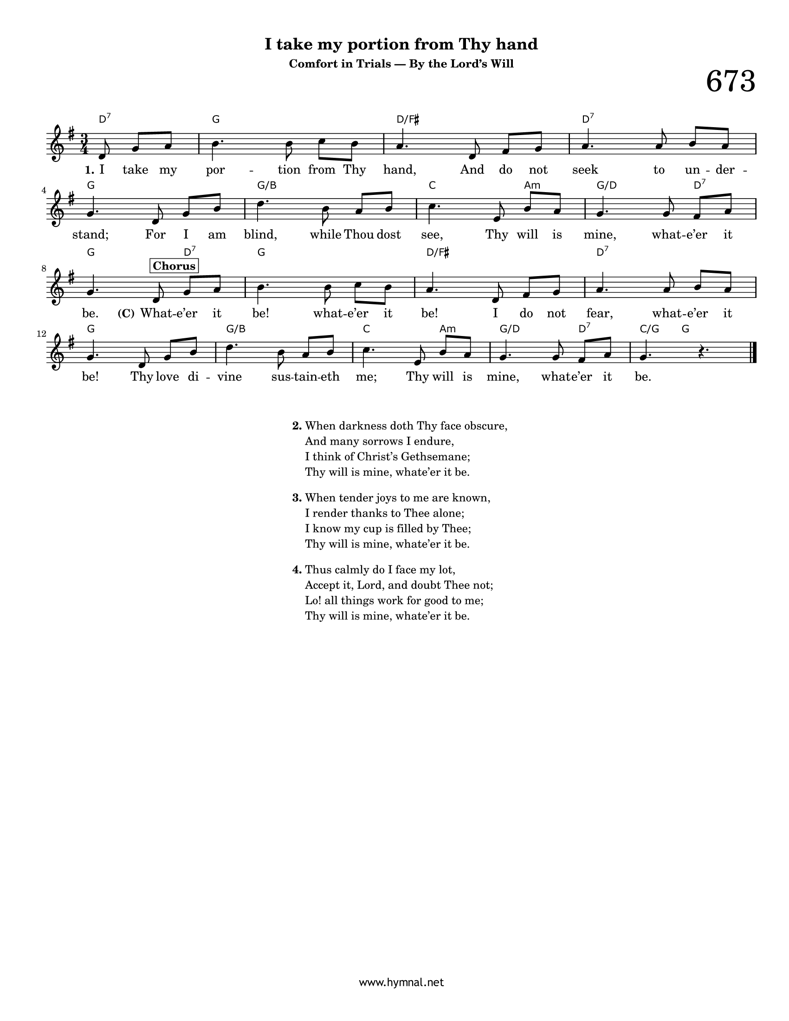 I take my portion from Thy hand
Comfort in Trials — By the Lord's Will
673
D7 G D/F♯ D7
3
4
1. I take my por - tion from Thy hand, And do not seek to un - der -
4
G G/B C Am G/D D7
stand; For I am blind, while Thou dost see, Thy will is mine, what-e'er it
8
G D7 G D/F♯ D7
Chorus
be. (C) What-e'er it be! what-e'er it be! I do not fear, what-e'er it
12
G G/B C Am G/D D7 C/G G
be! Thy love di - vine sus-tain-eth me; Thy will is mine, whate'er it be.
2. When darkness doth Thy face obscure,
And many sorrows I endure,
I think of Christ's Gethsemane;
Thy will is mine, whate'er it be.
3. When tender joys to me are known,
I render thanks to Thee alone;
I know my cup is filled by Thee;
Thy will is mine, whate'er it be.
4. Thus calmly do I face my lot,
Accept it, Lord, and doubt Thee not;
Lo! all things work for good to me;
Thy will is mine, whate'er it be.
www.hymnal.net